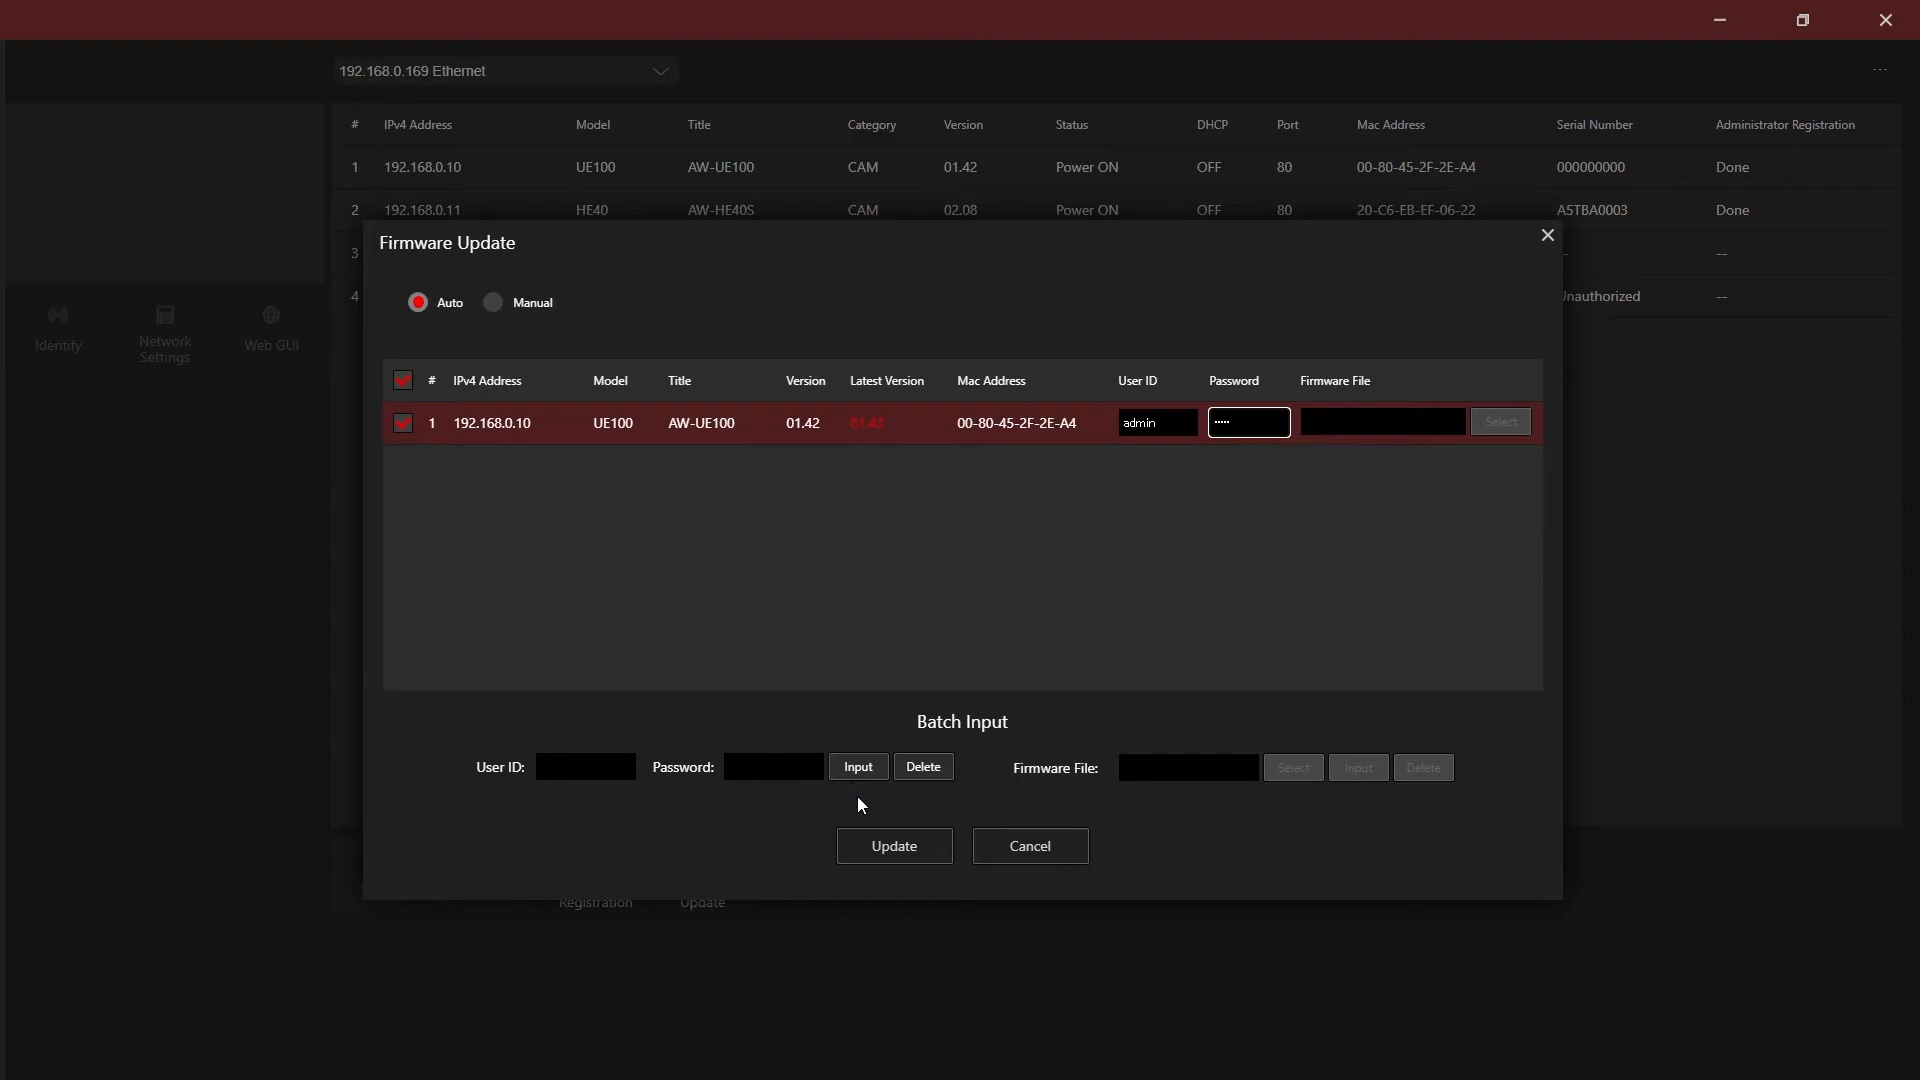 192.168.0.169 Ethernet
...
# IPv4 Address Model Title Category Version Status DHCP Port Mac Address Serial Number Administrator Registration
1 192.168.0.10 UE100 AW-UE100 CAM 01.42 Power ON OFF 80 00-80-45-2F-2E-A4 000000000 Done
2 192.168.0.11 HE40 AW-HE40S CAM 02.08 Power ON OFF 80 20-C6-EB-EF-06-22 A5TBA0003 Done
3 --
4 Unauthorized --
Identify
Network
Settings
Web GUI
Firmware Update
Auto Manual
# IPv4 Address Model Title Version Latest Version Mac Address User ID Password Firmware File
1 192.168.0.10 UE100 AW-UE100 01.42 01.43 00-80-45-2F-2E-A4 admin ••••• Select
Batch Input
User ID: Password: Input Delete Firmware File: Select Input Delete
Update Cancel
Registration Update